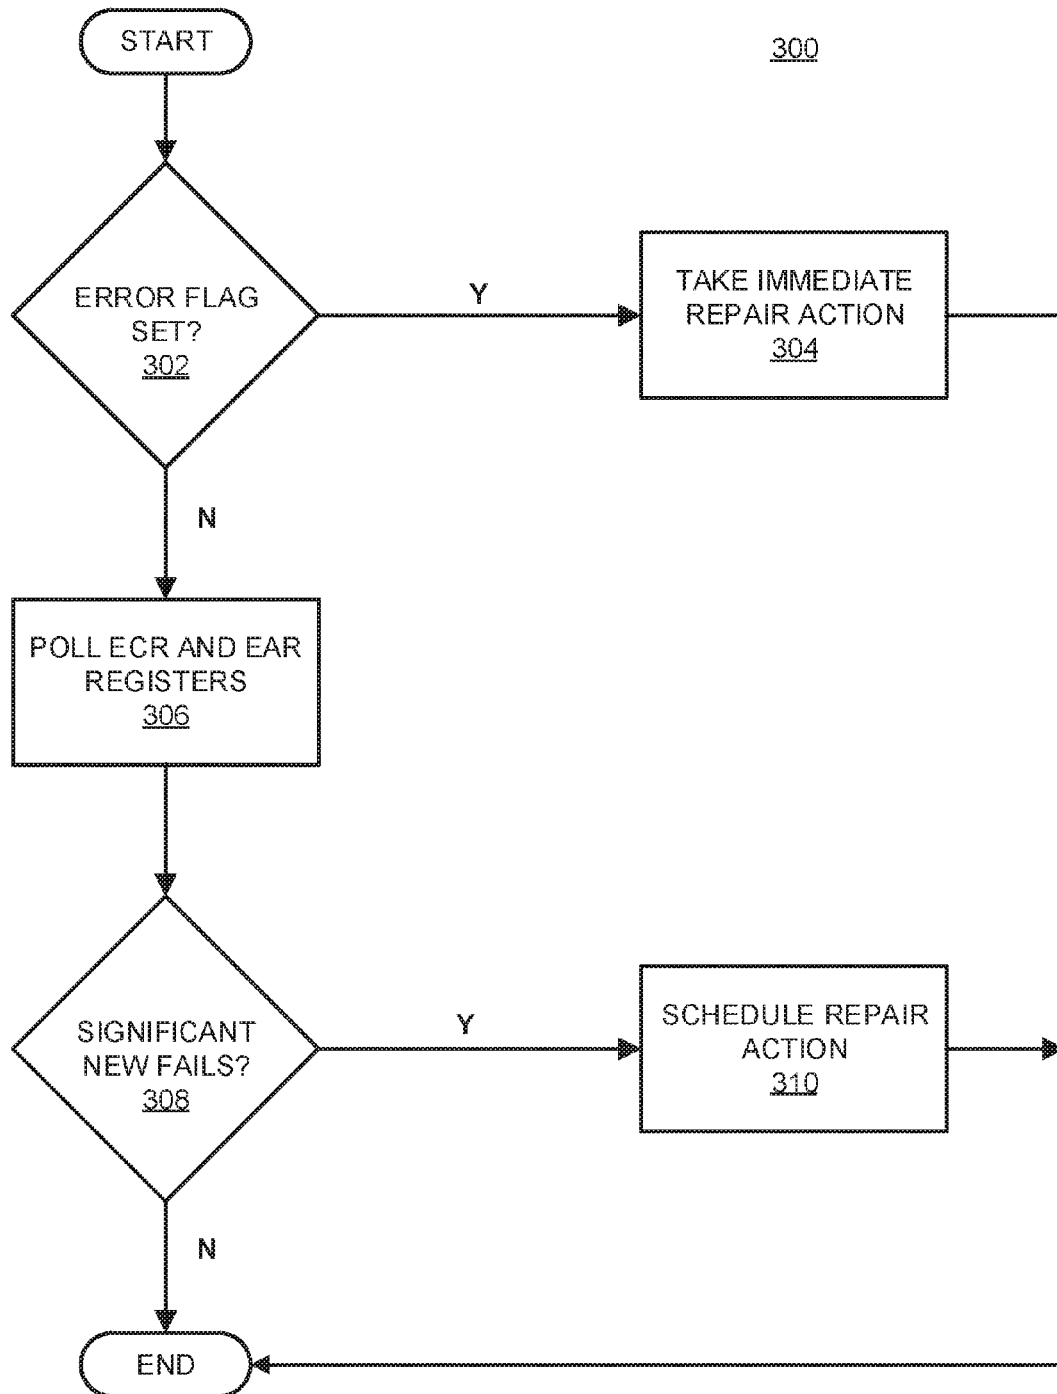 START
300
ERROR FLAG
SET?
302
Y
TAKE IMMEDIATE
REPAIR ACTION
304
N
POLL ECR AND EAR
REGISTERS
306
SIGNIFICANT
NEW FAILS?
308
Y
SCHEDULE REPAIR
ACTION
310
N
END